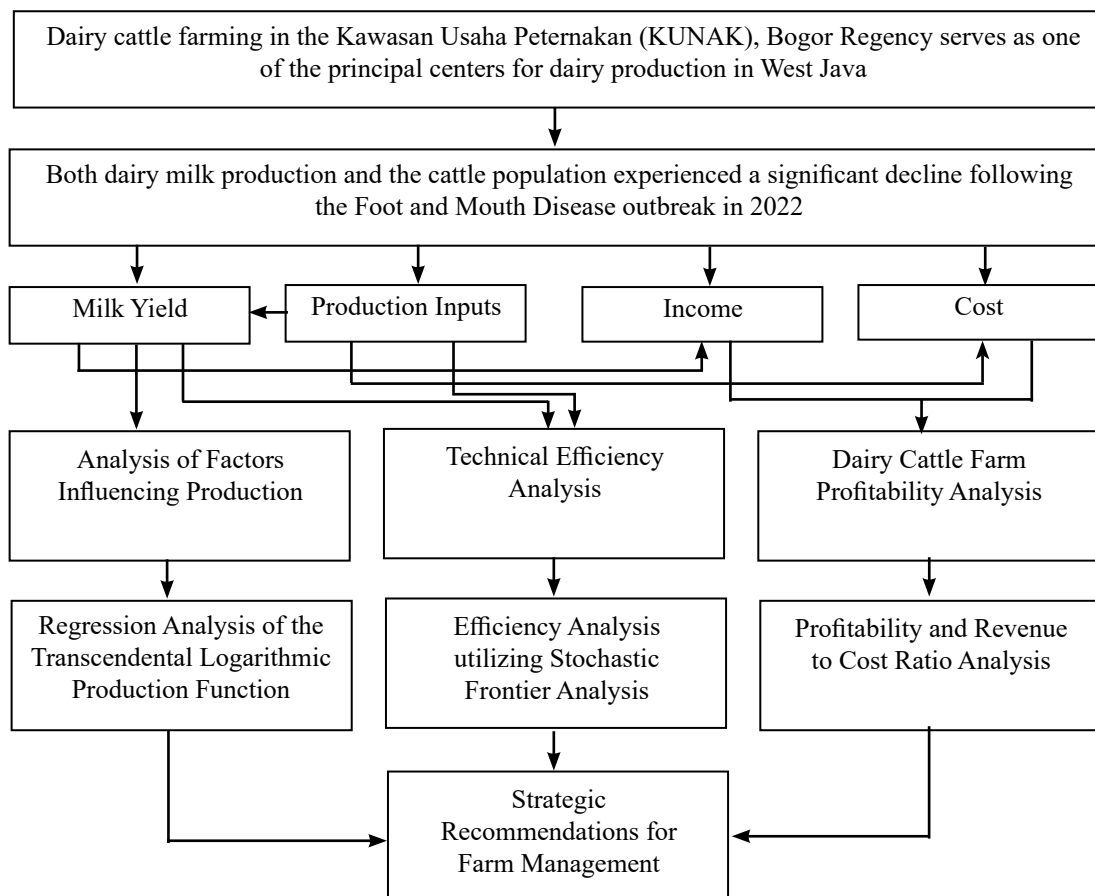 Dairy cattle farming in the Kawasan Usaha Peternakan (KUNAK), Bogor Regency serves as one
of the principal centers for dairy production in West Java
Both dairy milk production and the cattle population experienced a significant decline following
the Foot and Mouth Disease outbreak in 2022
Milk Yield
Production Inputs
Income
Cost
Analysis of Factors
Influencing Production
Technical Efficiency
Analysis
Dairy Cattle Farm
Profitability Analysis
Regression Analysis of the
Transcendental Logarithmic
Production Function
Efficiency Analysis
utilizing Stochastic
Frontier Analysis
Profitability and Revenue
to Cost Ratio Analysis
Strategic
Recommendations for
Farm Management